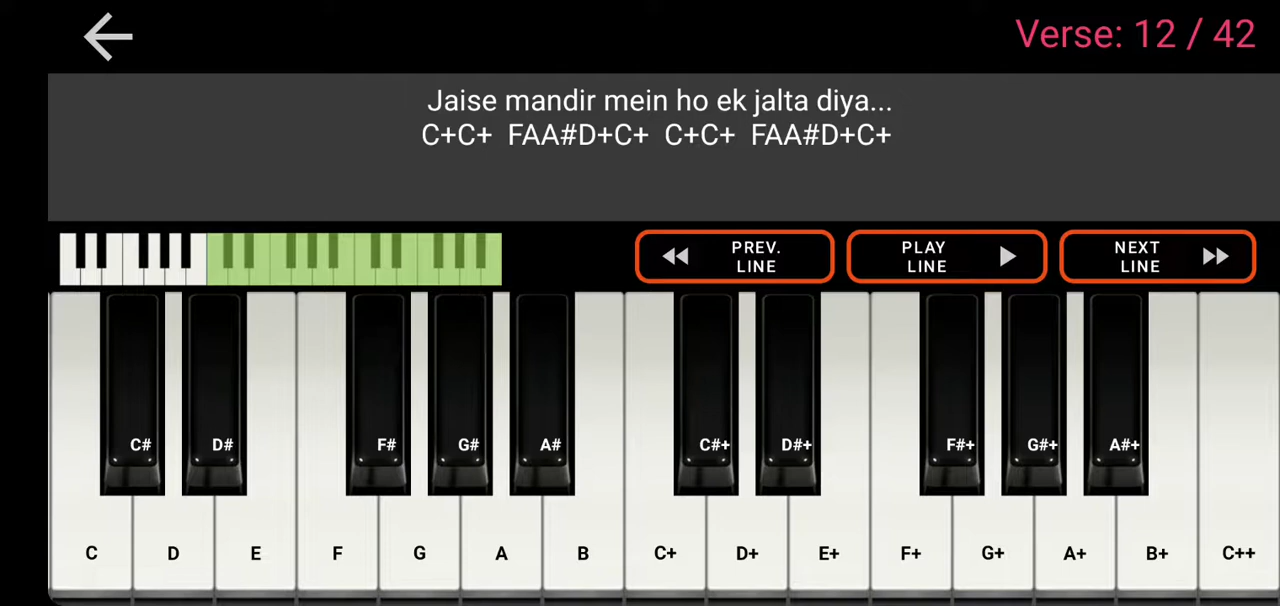 Verse: 12 / 42
Jaise mandir mein ho ek jalta diya...
C+C+ FAA#D+C+ C+C+ FAA#D+C+
PREV. LINE
PLAY LINE
NEXT LINE
C# D# F# G# A# C#+ D#+ F#+ G#+ A#+
C D E F G A B C+ D+ E+ F+ G+ A+ B+ C++